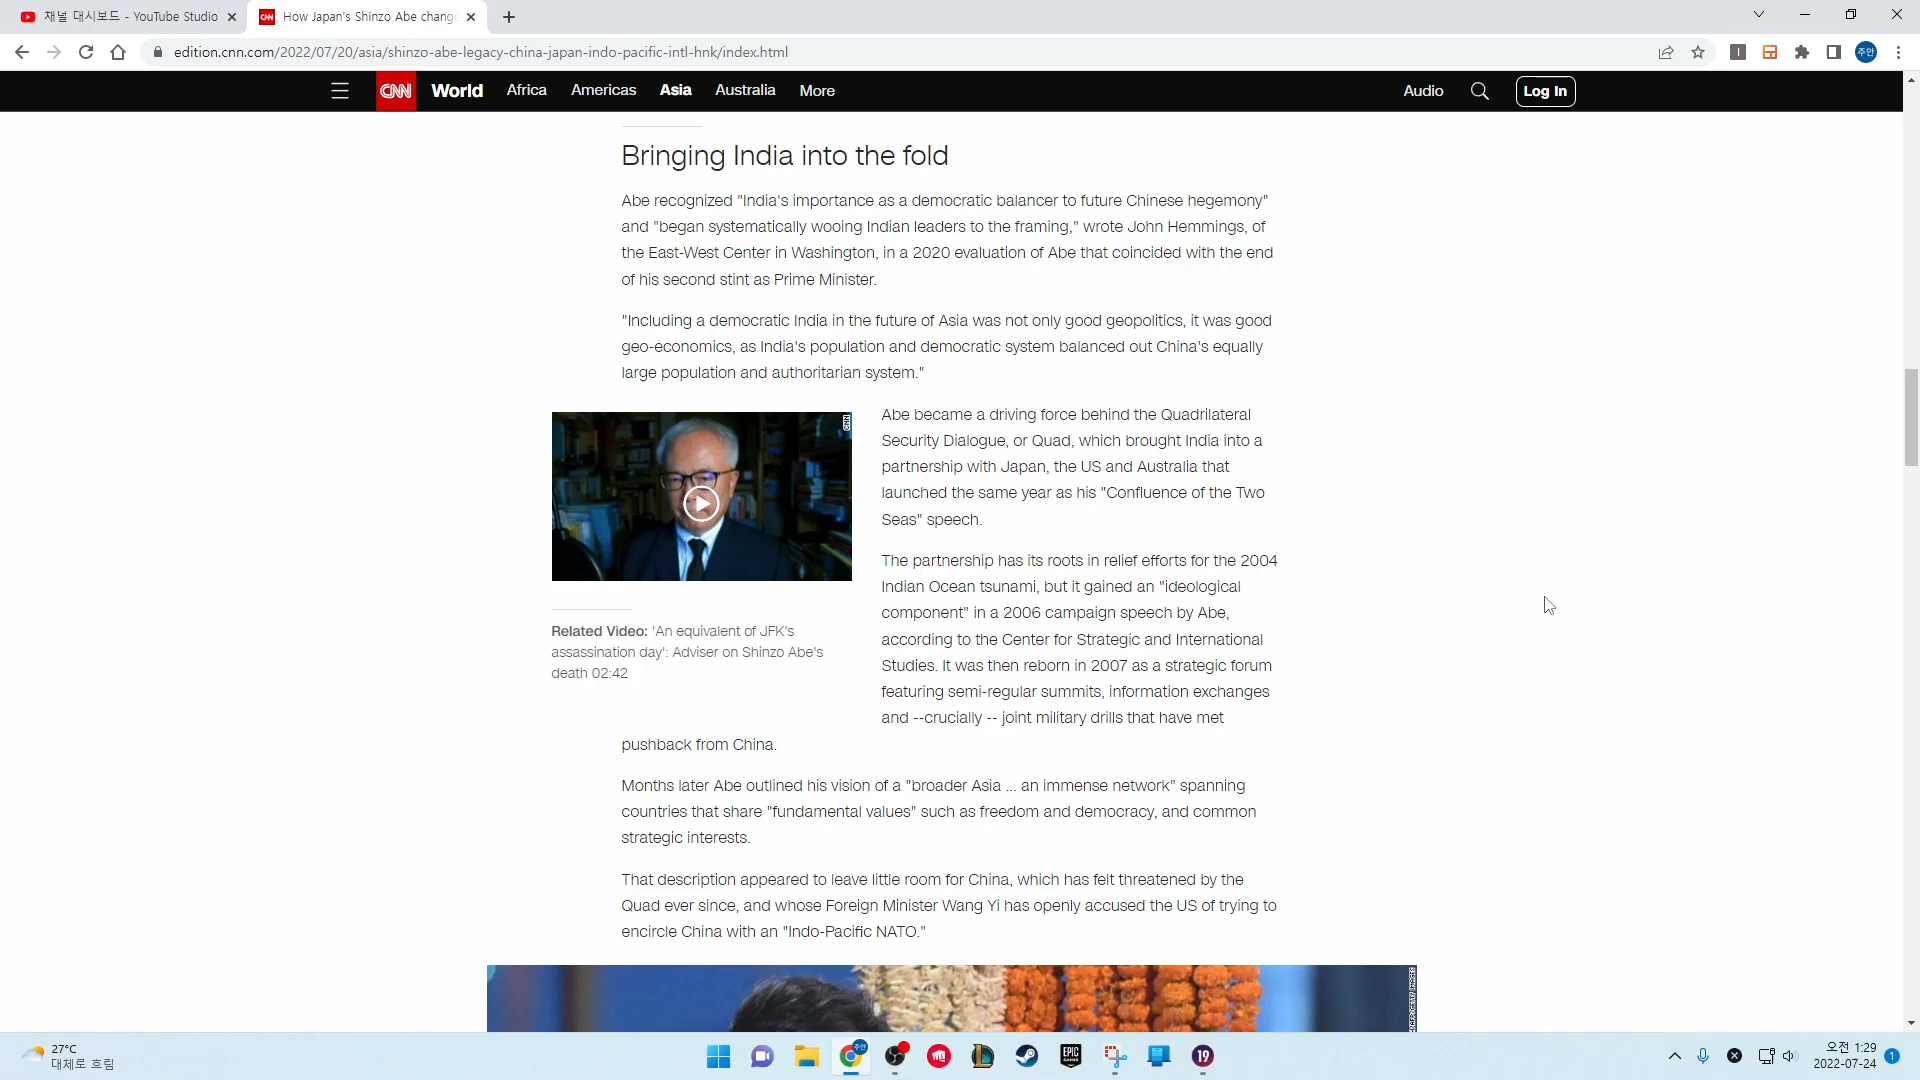 채널 대시보드 - YouTube Studio
How Japan's Shinzo Abe change
edition.cnn.com/2022/07/20/asia/shinzo-abe-legacy-china-japan-indo-pacific-intl-hnk/index.html
주안
CNN World Africa Americas Asia Australia More Audio Log In
Bringing India into the fold
Abe recognized "India's importance as a democratic balancer to future Chinese hegemony"
and "began systematically wooing Indian leaders to the framing," wrote John Hemmings, of
the East-West Center in Washington, in a 2020 evaluation of Abe that coincided with the end
of his second stint as Prime Minister.
"Including a democratic India in the future of Asia was not only good geopolitics, it was good
geo-economics, as India's population and democratic system balanced out China's equally
large population and authoritarian system."
CNN
Related Video: 'An equivalent of JFK's
assassination day': Adviser on Shinzo Abe's
death 02:42
Abe became a driving force behind the Quadrilateral
Security Dialogue, or Quad, which brought India into a
partnership with Japan, the US and Australia that
launched the same year as his "Confluence of the Two
Seas" speech.
The partnership has its roots in relief efforts for the 2004
Indian Ocean tsunami, but it gained an "ideological
component" in a 2006 campaign speech by Abe,
according to the Center for Strategic and International
Studies. It was then reborn in 2007 as a strategic forum
featuring semi-regular summits, information exchanges
and --crucially -- joint military drills that have met
pushback from China.
Months later Abe outlined his vision of a "broader Asia ... an immense network" spanning
countries that share "fundamental values" such as freedom and democracy, and common
strategic interests.
That description appeared to leave little room for China, which has felt threatened by the
Quad ever since, and whose Foreign Minister Wang Yi has openly accused the US of trying to
encircle China with an "Indo-Pacific NATO."
27°C
대체로 흐림
주안
EPIC GAMES
19
오전 1:29
2022-07-24
1